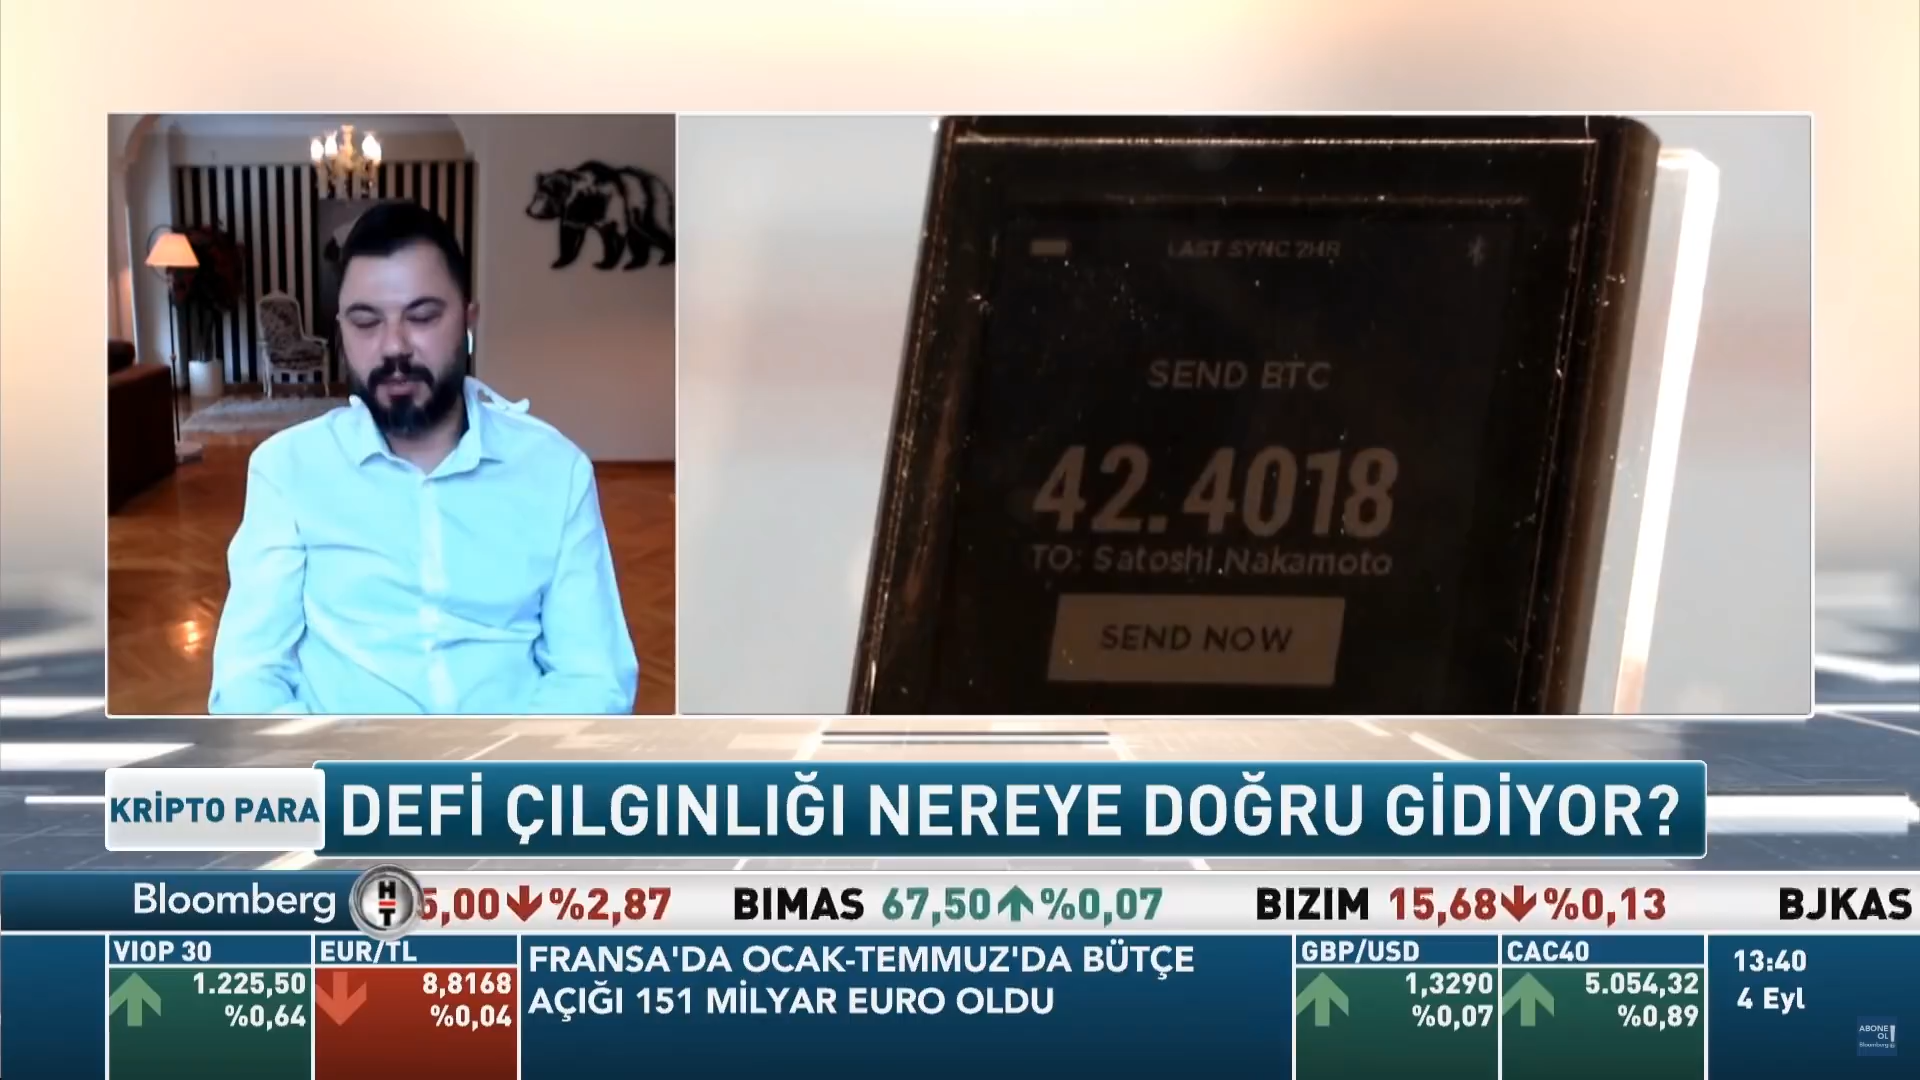 LAST SYNC 2HR
SEND BTC
42.4018
TO: Satoshi Nakamoto
SEND NOW
KRİPTO PARA
DEFİ ÇILGINLIĞI NEREYE DOĞRU GİDİYOR?
Bloomberg HT
5,00 %2,87 BIMAS 67,50 %0,07 BIZIM 15,68 %0,13 BJKAS
VIOP 30
1.225,50
%0,64
EUR/TL
8,8168
%0,04
FRANSA'DA OCAK-TEMMUZ'DA BÜTÇE
AÇIĞI 151 MİLYAR EURO OLDU
GBP/USD
1,3290
%0,07
CAC40
5.054,32
%0,89
13:40
4 Eyl
ABONE
OL!
Bloomberg